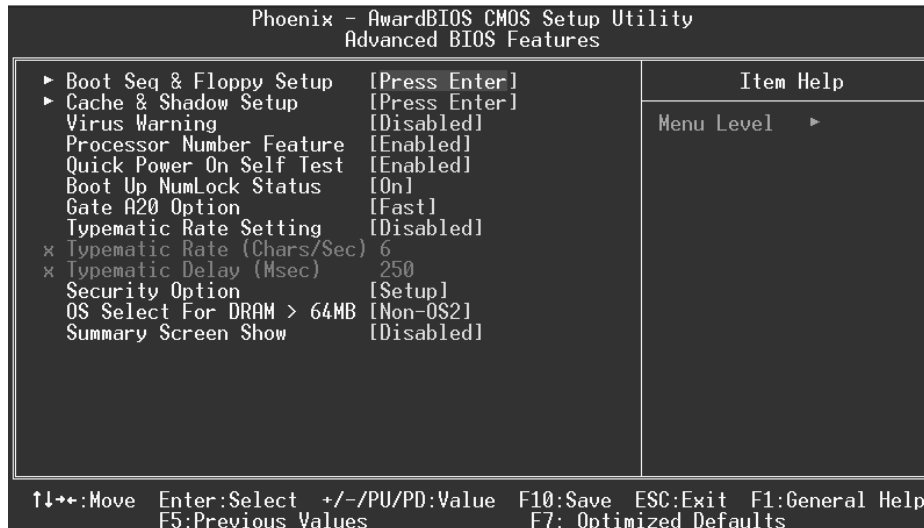 Phoenix - AwardBIOS CMOS Setup Utility
Advanced BIOS Features
► Boot Seq & Floppy Setup [Press Enter]
► Cache & Shadow Setup [Press Enter]
Virus Warning [Disabled]
Processor Number Feature [Enabled]
Quick Power On Self Test [Enabled]
Boot Up NumLock Status [On]
Gate A20 Option [Fast]
Typematic Rate Setting [Disabled]
x Typematic Rate (Chars/Sec) 6
x Typematic Delay (Msec) 250
Security Option [Setup]
OS Select For DRAM > 64MB [Non-OS2]
Summary Screen Show [Disabled]
Item Help
Menu Level ►
↑↓→←:Move Enter:Select +/-/PU/PD:Value F10:Save ESC:Exit F1:General Help
F5:Previous Values F7: Optimized Defaults